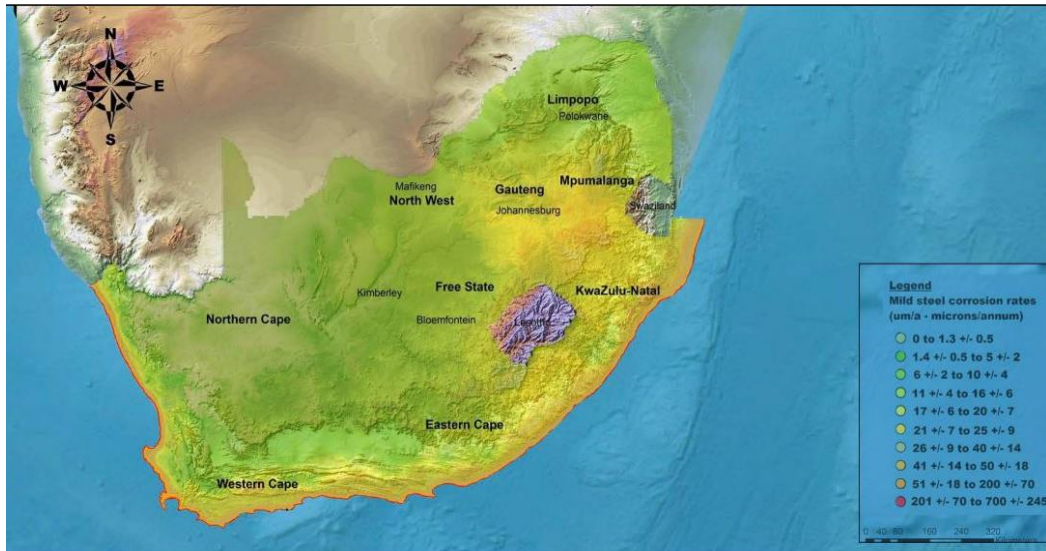 N
W E
S
Limpopo
Polokwane
Mpumalanga
Mafikeng
North West
Gauteng
Johannesburg
Swaziland
Free State
KwaZulu-Natal
Kimberley
Northern Cape
Bloemfontein
Lesotho
Eastern Cape
Western Cape
Legend
Mild steel corrosion rates
(um/a - microns/annum)
0 to 1.3 +/- 0.5
1.4 +/- 0.5 to 5 +/- 2
6 +/- 2 to 10 +/- 4
11 +/- 4 to 16 +/- 6
17 +/- 6 to 20 +/- 7
21 +/- 7 to 25 +/- 9
26 +/- 9 to 40 +/- 14
41 +/- 14 to 50 +/- 18
51 +/- 18 to 200 +/- 70
201 +/- 70 to 700 +/- 245
0 40 80 160 240 320
Kilometers